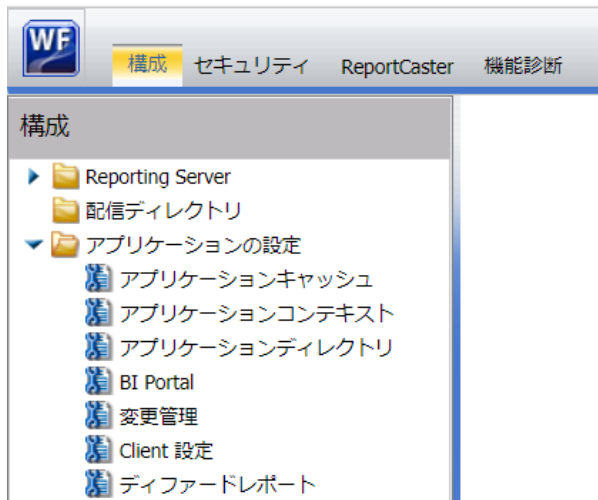 WF
構成 セキュリティ ReportCaster 機能診断
構成
Reporting Server
配信ディレクトリ
アプリケーションの設定
アプリケーションキャッシュ
アプリケーションコンテキスト
アプリケーションディレクトリ
BI Portal
変更管理
Client 設定
ディファードレポート